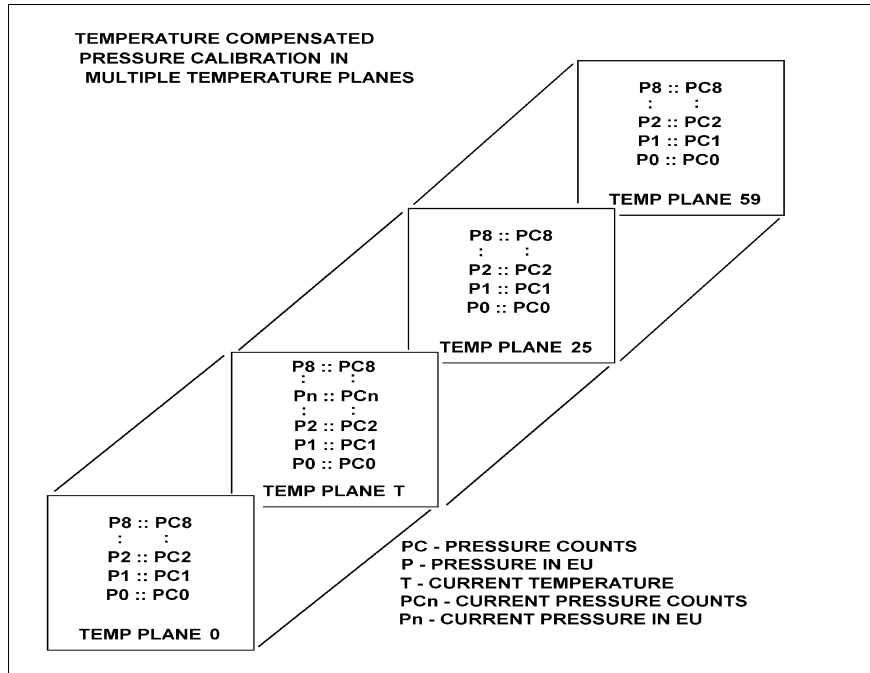 TEMPERATURE COMPENSATED
PRESSURE CALIBRATION IN
MULTIPLE TEMPERATURE PLANES
P8 :: PC8
: :
P2 :: PC2
P1 :: PC1
P0 :: PC0
TEMP PLANE 59
P8 :: PC8
: :
P2 :: PC2
P1 :: PC1
P0 :: PC0
TEMP PLANE 25
P8 :: PC8
: :
Pn :: PCn
: :
P2 :: PC2
P1 :: PC1
P0 :: PC0
TEMP PLANE T
P8 :: PC8
: :
P2 :: PC2
P1 :: PC1
P0 :: PC0
TEMP PLANE 0
PC - PRESSURE COUNTS
P - PRESSURE IN EU
T - CURRENT TEMPERATURE
PCn - CURRENT PRESSURE COUNTS
Pn - CURRENT PRESSURE IN EU